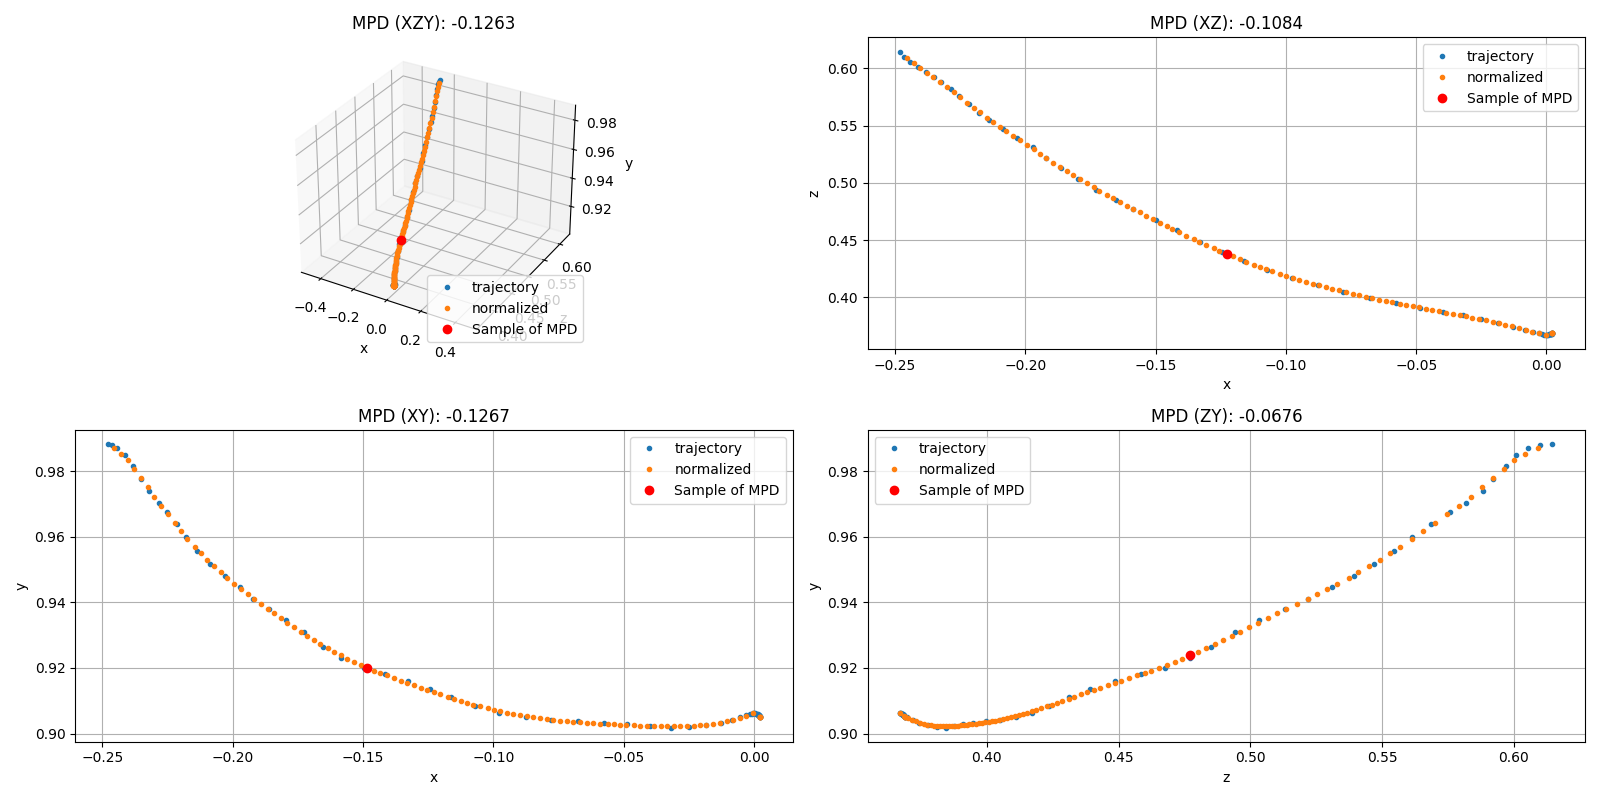 MPD (XZY): -0.1263
0.98
0.96
0.94
0.92
y
0.60
0.55
0.50
0.45
0.40
z
−0.4
−0.2
0.0
0.2
0.4
x
trajectory
normalized
Sample of MPD
MPD (XZ): -0.1084
0.60
0.55
0.50
0.45
0.40
z
−0.25
−0.20
−0.15
−0.10
−0.05
0.00
x
trajectory
normalized
Sample of MPD
MPD (XY): -0.1267
0.98
0.96
0.94
0.92
0.90
y
−0.25
−0.20
−0.15
−0.10
−0.05
0.00
x
trajectory
normalized
Sample of MPD
MPD (ZY): -0.0676
0.98
0.96
0.94
0.92
0.90
y
0.40
0.45
0.50
0.55
0.60
z
trajectory
normalized
Sample of MPD